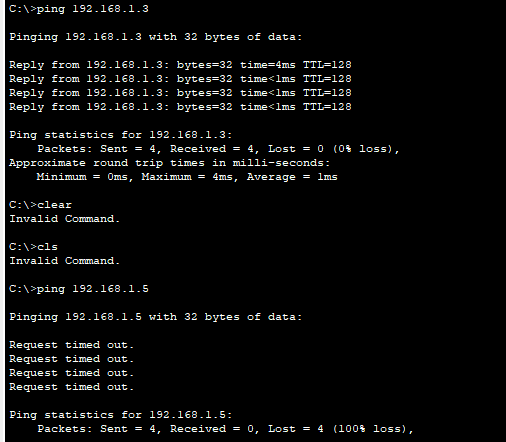 C:\>ping 192.168.1.3
Pinging 192.168.1.3 with 32 bytes of data:
Reply from 192.168.1.3: bytes=32 time=4ms TTL=128
Reply from 192.168.1.3: bytes=32 time<1ms TTL=128
Reply from 192.168.1.3: bytes=32 time<1ms TTL=128
Reply from 192.168.1.3: bytes=32 time<1ms TTL=128
Ping statistics for 192.168.1.3:
Packets: Sent = 4, Received = 4, Lost = 0 (0% loss),
Approximate round trip times in milli-seconds:
Minimum = 0ms, Maximum = 4ms, Average = 1ms
C:\>clear
Invalid Command.
C:\>cls
Invalid Command.
C:\>ping 192.168.1.5
Pinging 192.168.1.5 with 32 bytes of data:
Request timed out.
Request timed out.
Request timed out.
Request timed out.
Ping statistics for 192.168.1.5:
Packets: Sent = 4, Received = 0, Lost = 4 (100% loss),